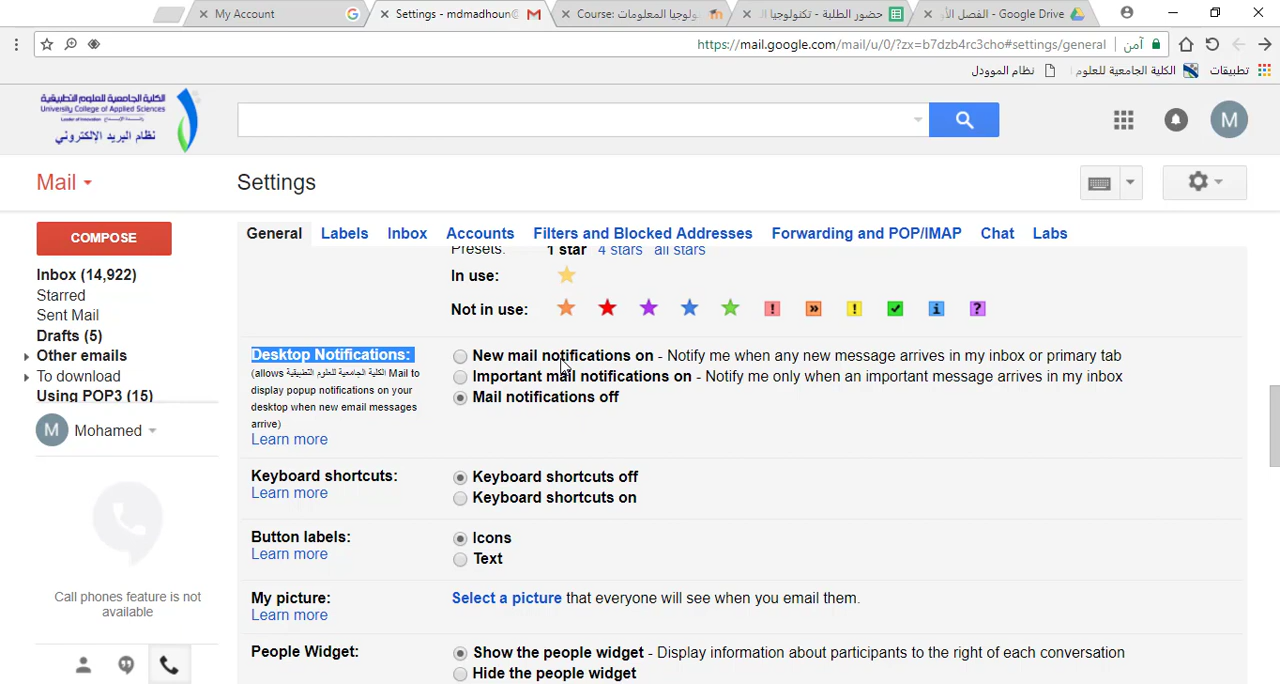 My Account
Settings - mdmadhoun@
Course: تكنولوجيا المعلومات
حضور الطلبة - تكنولوجيا
الفصل الأو - Google Drive
https://mail.google.com/mail/u/0/?zx=b7dzb4rc3cho#settings/general
آمن
تطبيقات
الكلية الجامعية للعلوم ا
نظام الموودل
الكلية الجامعية للعلوم التطبيقية
University College of Applied Sciences
نظام البريد الإلكتروني
M
Mail
Settings
COMPOSE
General Labels Inbox Accounts Filters and Blocked Addresses Forwarding and POP/IMAP Chat Labs
Inbox (14,922)
Starred
Sent Mail
Drafts (5)
Other emails
To download
Using POP3 (15)
M Mohamed
Call phones feature is not
available
Presets: 1 star 4 stars all stars
In use:
Not in use:
Desktop Notifications:
(allows الكلية الجامعية للعلوم التطبيقية Mail to
display popup notifications on your
desktop when new email messages
arrive)
Learn more
New mail notifications on - Notify me when any new message arrives in my inbox or primary tab
Important mail notifications on - Notify me only when an important message arrives in my inbox
Mail notifications off
Keyboard shortcuts:
Learn more
Keyboard shortcuts off
Keyboard shortcuts on
Button labels:
Learn more
Icons
Text
My picture:
Learn more
Select a picture that everyone will see when you email them.
People Widget:
Show the people widget - Display information about participants to the right of each conversation
Hide the people widget